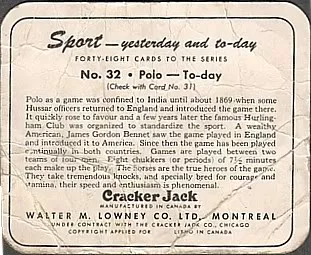 Sport — yesterday and to-day
FORTY-EIGHT CARDS TO THE SERIES
No. 32 • Polo — To-day
(Check with Card No. 31)
Polo as a game was confined to India until about 1869 when some
Hussar officers returned to England and introduced the game there.
It quickly rose to favour and a few years later the famous Hurling-
ham Club was organized to standardize the sport. A wealthy
American, James Gordon Bennet saw the game played in England
and introduced it to America. Since then the game has been played
continually in both countries. Games are played between two
teams of four men. Eight chukkers (or periods) of 7½ minutes
each make up the play. The horses are the true heroes of the game.
They take tremendous knocks, and specially bred for courage and
stamina, their speed and enthusiasm is phenomenal.
Cracker Jack
MANUFACTURED IN CANADA BY
WALTER M. LOWNEY CO. LTD. MONTREAL
UNDER CONTRACT WITH THE CRACKER JACK CO., CHICAGO
COPYRIGHT APPLIED FOR IN CANADA